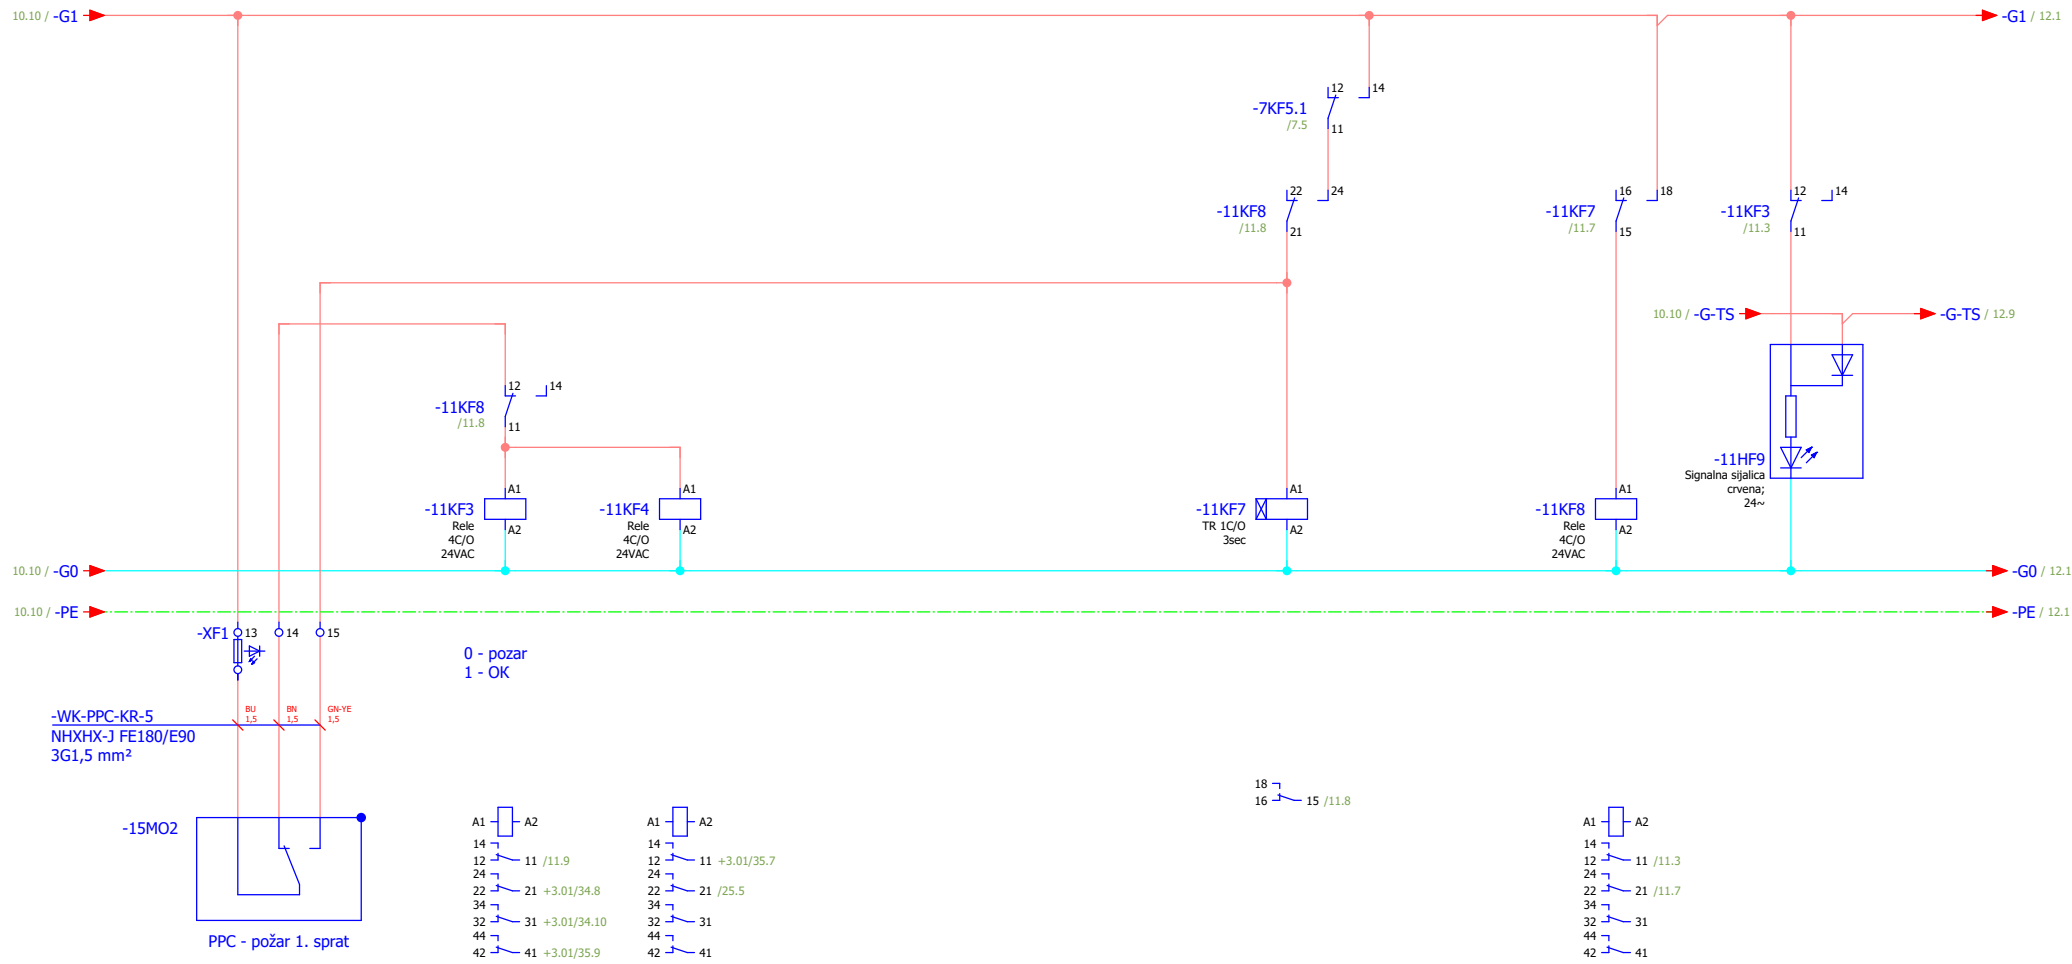 10.10 / -G1
-G1 / 12.1
12 14
-7KF5.1
/7.5
11
22 24
-11KF8
/11.8
21
16 18
-11KF7
/11.7
15
12 14
-11KF3
/11.3
11
10.10 / -G-TS
-G-TS / 12.9
12 14
-11KF8
/11.8
11
-11HF9
Signalna sijalica
crvena;
24~
A1
-11KF3
Rele
4C/O
24VAC
A2
A1
-11KF4
Rele
4C/O
24VAC
A2
A1
-11KF7
TR 1C/O
3sec
A2
A1
-11KF8
Rele
4C/O
24VAC
A2
10.10 / -G0
-G0 / 12.1
10.10 / -PE
-PE / 12.1
-XF1 13 14 15
0 - pozar
1 - OK
BU
1,5
BN
1,5
GN-YE
1,5
-WK-PPC-KR-5
NHXHX-J FE180/E90
3G1,5 mm²
-15MO2
PPC - požar 1. sprat
A1 A2
14
12 11 /11.9
24
22 21 +3.01/34.8
34
32 31 +3.01/34.10
44
42 41 +3.01/35.9
A1 A2
14
12 11 +3.01/35.7
24
22 21 /25.5
34
32 31
44
42 41
18
16 15 /11.8
A1 A2
14
12 11 /11.3
24
22 21 /11.7
34
32 31
44
42 41